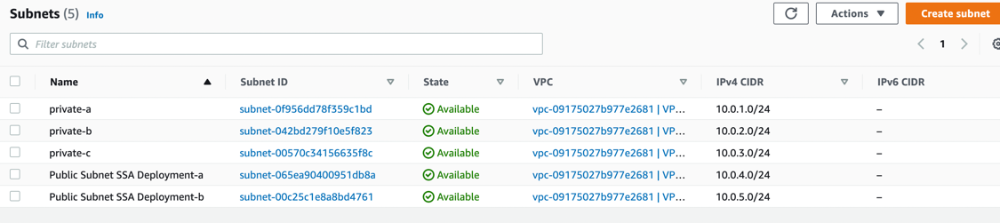 Subnets (5) Info Actions Create subnet
Filter subnets 1
Name Subnet ID State VPC IPv4 CIDR IPv6 CIDR
private-a subnet-0f956dd78f359c1bd Available vpc-09175027b977e2681 | VP... 10.0.1.0/24 –
private-b subnet-042bd279f10e5f823 Available vpc-09175027b977e2681 | VP... 10.0.2.0/24 –
private-c subnet-00570c34156635f8c Available vpc-09175027b977e2681 | VP... 10.0.3.0/24 –
Public Subnet SSA Deployment-a subnet-065ea90400951db8a Available vpc-09175027b977e2681 | VP... 10.0.4.0/24 –
Public Subnet SSA Deployment-b subnet-00c25c1e8a8bd4761 Available vpc-09175027b977e2681 | VP... 10.0.5.0/24 –